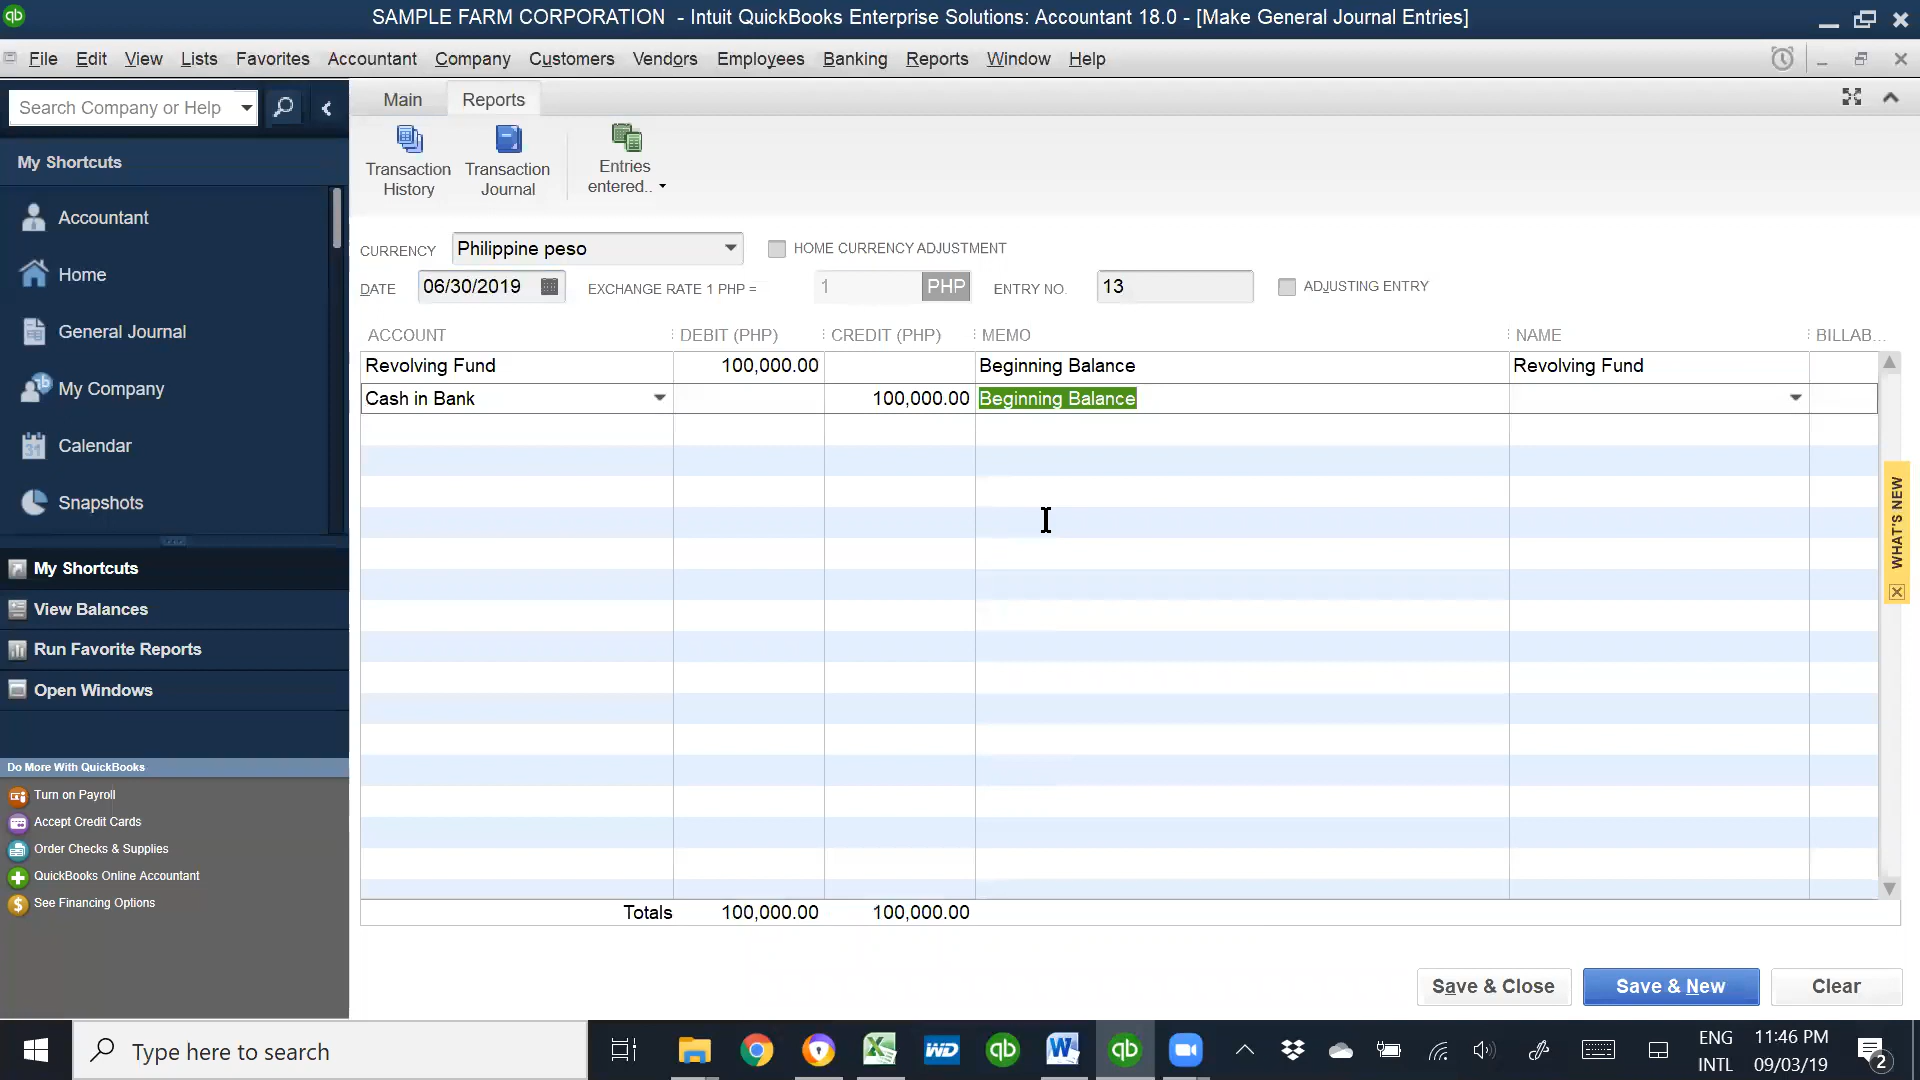 SAMPLE FARM CORPORATION - Intuit QuickBooks Enterprise Solutions: Accountant 18.0 - [Make General Journal Entries]
File Edit View Lists Favorites Accountant Company Customers Vendors Employees Banking Reports Window Help
Search Company or Help
My Shortcuts
Accountant
Home
General Journal
My Company
Calendar
Snapshots
My Shortcuts
View Balances
Run Favorite Reports
Open Windows
Do More With QuickBooks
Turn on Payroll
Accept Credit Cards
Order Checks & Supplies
QuickBooks Online Accountant
See Financing Options
Main Reports
Transaction History
Transaction Journal
Entries entered..
CURRENCY Philippine peso HOME CURRENCY ADJUSTMENT
DATE 06/30/2019 EXCHANGE RATE 1 PHP = 1 PHP ENTRY NO. 13 ADJUSTING ENTRY
ACCOUNT DEBIT (PHP) CREDIT (PHP) MEMO NAME BILLAB...
Revolving Fund 100,000.00 Beginning Balance Revolving Fund
Cash in Bank 100,000.00 Beginning Balance
Totals 100,000.00 100,000.00
WHAT'S NEW
Save & Close Save & New Clear
Type here to search
ENG
INTL
11:46 PM
09/03/19
2